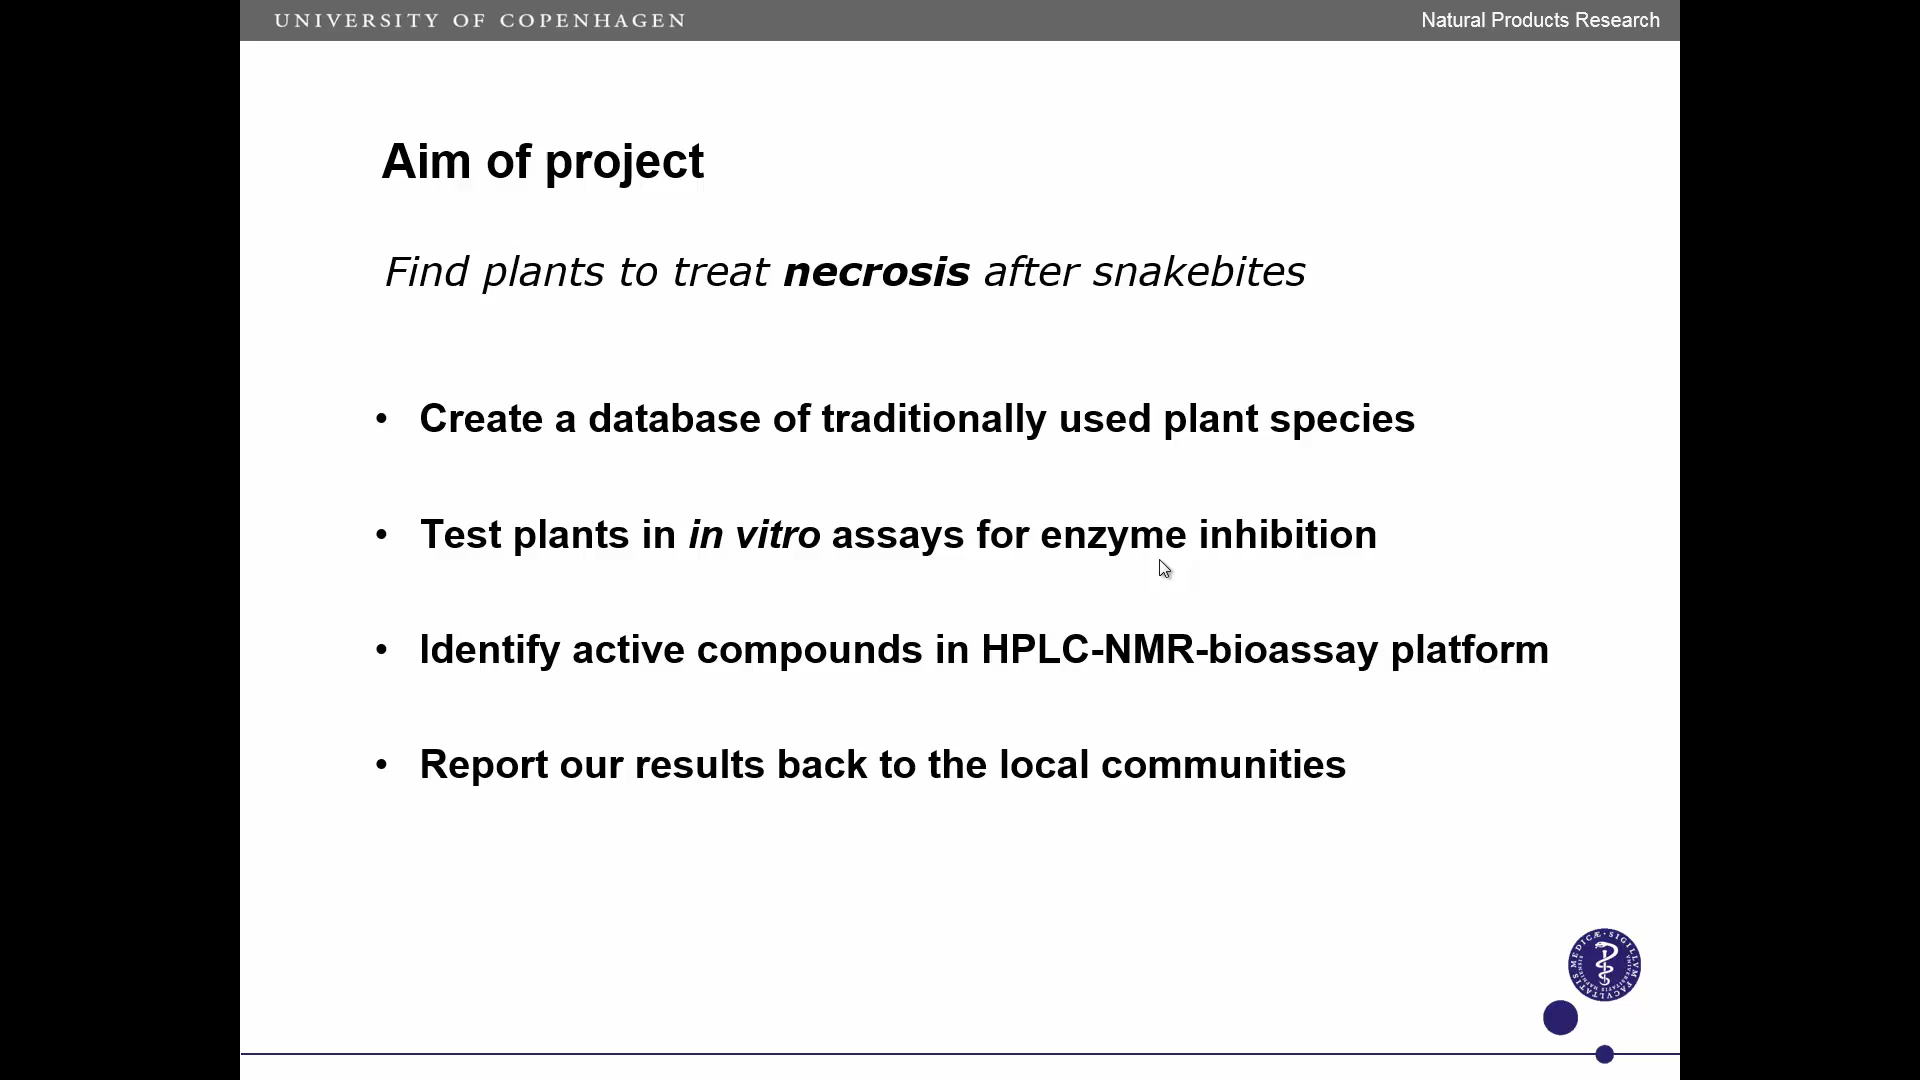 UNIVERSITY OF COPENHAGEN
Natural Products Research
Aim of project
Find plants to treat necrosis after snakebites
• Create a database of traditionally used plant species
• Test plants in in vitro assays for enzyme inhibition
• Identify active compounds in HPLC-NMR-bioassay platform
• Report our results back to the local communities